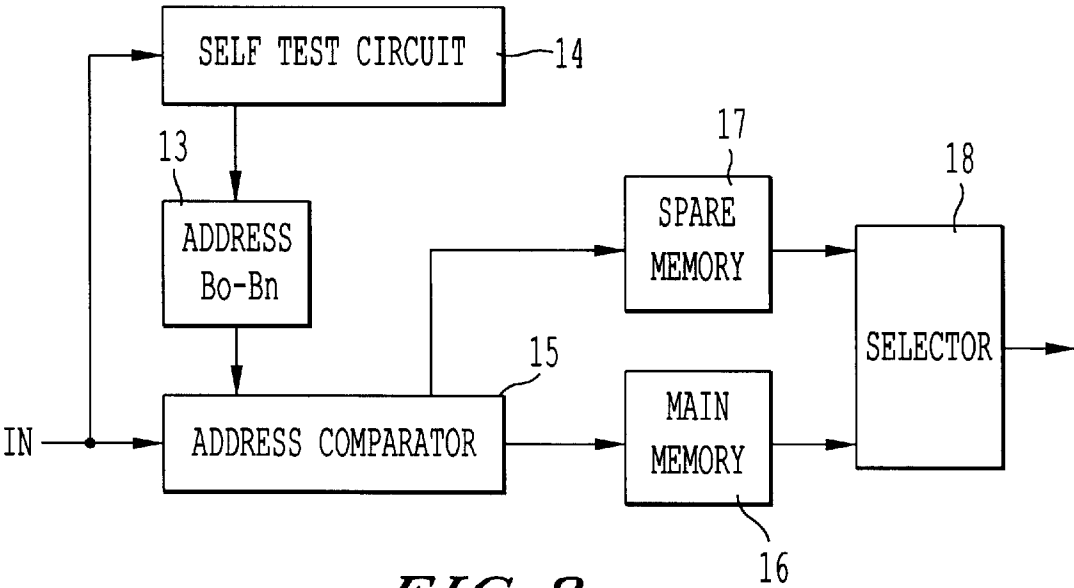 SELF TEST CIRCUIT
14
13
17
18
ADDRESS
Bo-Bn
SPARE
MEMORY
SELECTOR
15
IN
ADDRESS COMPARATOR
MAIN
MEMORY
16